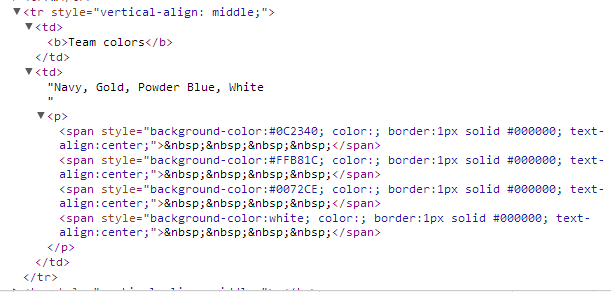 ▼<tr style="vertical-align: middle;">
▼<td>
<b>Team colors</b>
</td>
▼<td>
"Navy, Gold, Powder Blue, White
"
▼<p>
<span style="background-color:#0C2340; color:; border:1px solid #000000; text-
align:center;">&nbsp;&nbsp;&nbsp;&nbsp;</span>
<span style="background-color:#FFB81C; color:; border:1px solid #000000; text-
align:center;">&nbsp;&nbsp;&nbsp;&nbsp;</span>
<span style="background-color:#0072CE; color:; border:1px solid #000000; text-
align:center;">&nbsp;&nbsp;&nbsp;&nbsp;</span>
<span style="background-color:white; color:; border:1px solid #000000; text-
align:center;">&nbsp;&nbsp;&nbsp;&nbsp;</span>
</p>
</td>
</tr>